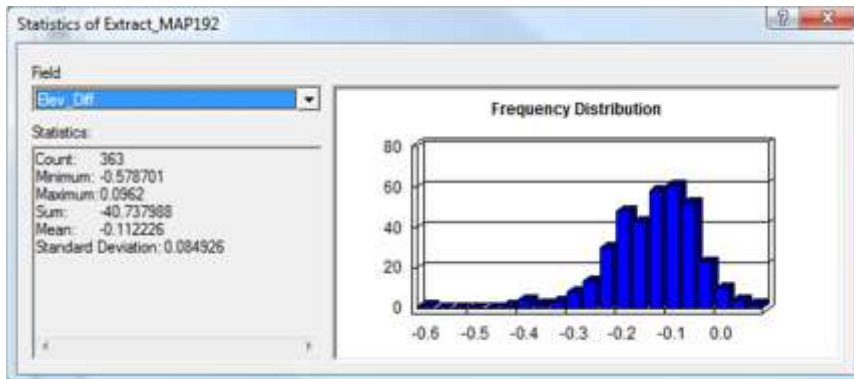 Statistics of Extract_MAP192
Field
Elev_Diff
Statistics:
Count: 363
Minimum: -0.578701
Maximum: 0.0962
Sum: -40.737988
Mean: -0.112226
Standard Deviation: 0.084926
Frequency Distribution
80
60
40
20
0
-0.6 -0.5 -0.4 -0.3 -0.2 -0.1 0.0